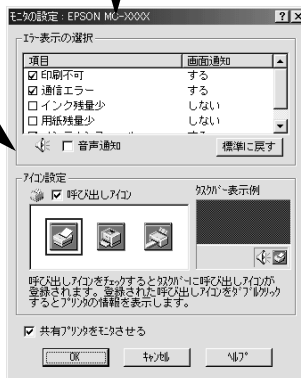 ﾓﾆﾀの設定 : EPSON MC-XXXX
ｴﾗｰ表示の選択
項目 画面通知
印刷不可 する
通信エラー する
インク残量少 しない
用紙残量少 しない
音声通知 標準に戻す
ｱｲｺﾝ設定
呼び出しｱｲｺﾝ ﾀｽｸﾊﾞｰ表示例
呼び出しｱｲｺﾝをﾁｪｯｸするとﾀｽｸﾊﾞｰに呼び出しｱｲｺﾝが
登録されます。登録された呼び出しｱｲｺﾝをﾀﾞﾌﾞﾙｸﾘｯｸ
するとﾌﾟﾘﾝﾀの情報を表示します。
共有ﾌﾟﾘﾝﾀをﾓﾆﾀさせる
OK ｷｬﾝｾﾙ ﾍﾙﾌﾟ